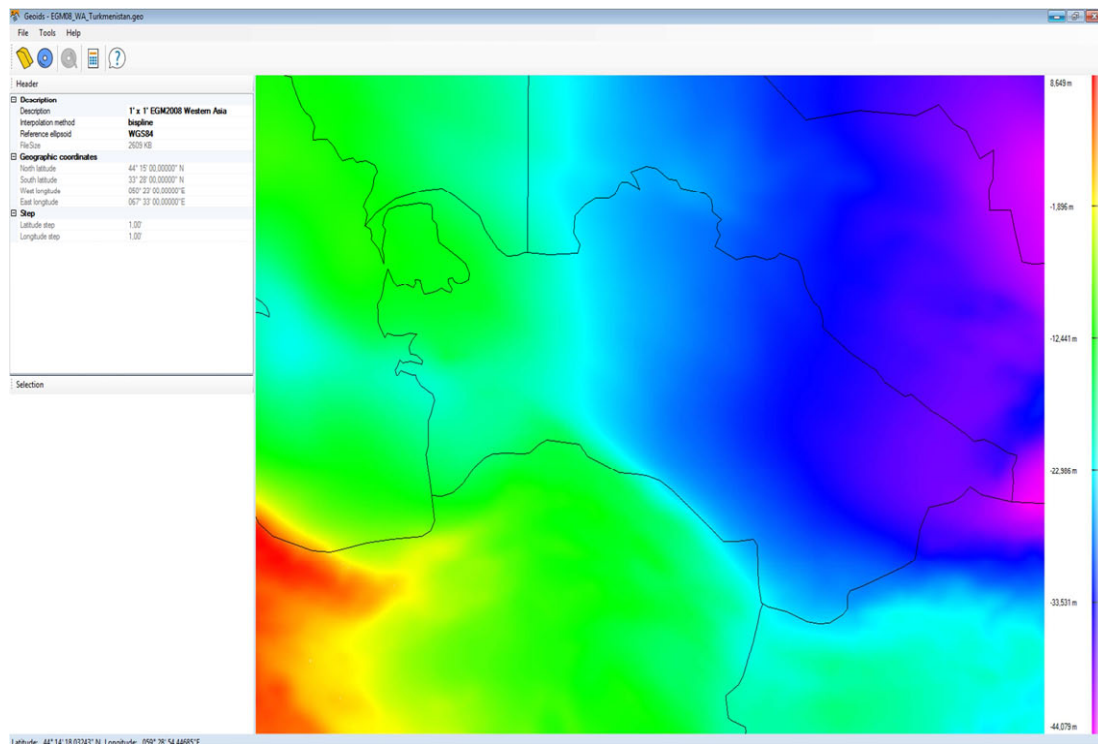 Geoids - EGM08_WA_Turkmenistan.geo
File Tools Help
Header
Description
Description 1' x 1' EGM2008 Western Asia
Interpolation method bispline
Reference ellipsoid WGS84
FileSize 2609 KB
Geographic coordinates
North latitude 44° 15' 00,00000" N
South latitude 33° 28' 00,00000" N
West longitude 050° 23' 00,00000"E
East longitude 067° 33' 00,00000"E
Step
Latitude step 1,00'
Longitude step 1,00'
Selection
8,649 m
-1,896 m
-12,441 m
-22,986 m
-33,531 m
-44,079 m
Latitude: 44° 14' 18,03243" N Longitude: 059° 28' 54,44685"E